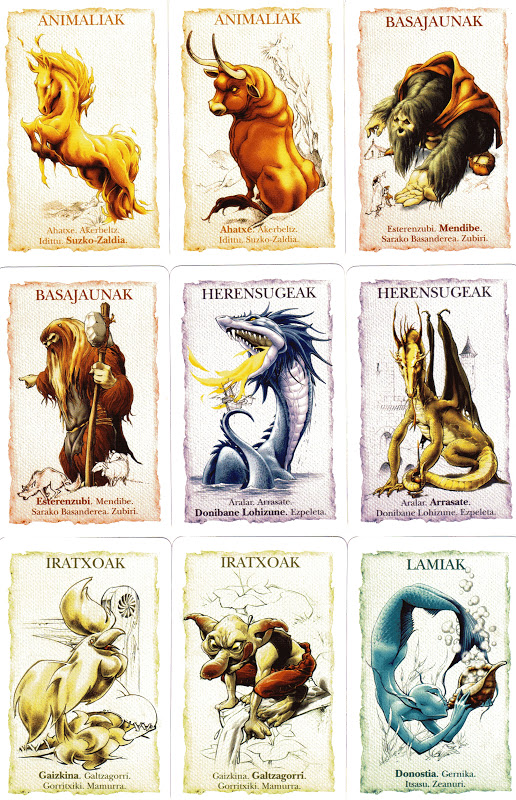 ANIMALIAK
Ahatxe. Akerbeltz.
Idittu. Suzko-Zaldia.
ANIMALIAK
Ahatxe. Akerbeltz.
Idittu. Suzko-Zaldia.
BASAJAUNAK
Esterenzubi. Mendibe.
Sarako Basanderea. Zubiri.
BASAJAUNAK
Esterenzubi. Mendibe.
Sarako Basanderea. Zubiri.
HERENSUGEAK
Aralar. Arrasate.
Donibane Lohizune. Ezpeleta.
HERENSUGEAK
Aralar. Arrasate.
Donibane Lohizune. Ezpeleta.
IRATXOAK
Gaizkina. Galtzagorri.
Gorritxiki. Mamurra.
IRATXOAK
Gaizkina. Galtzagorri.
Gorritxiki. Mamurra.
LAMIAK
Donostia. Gernika.
Itsasu. Zeanuri.